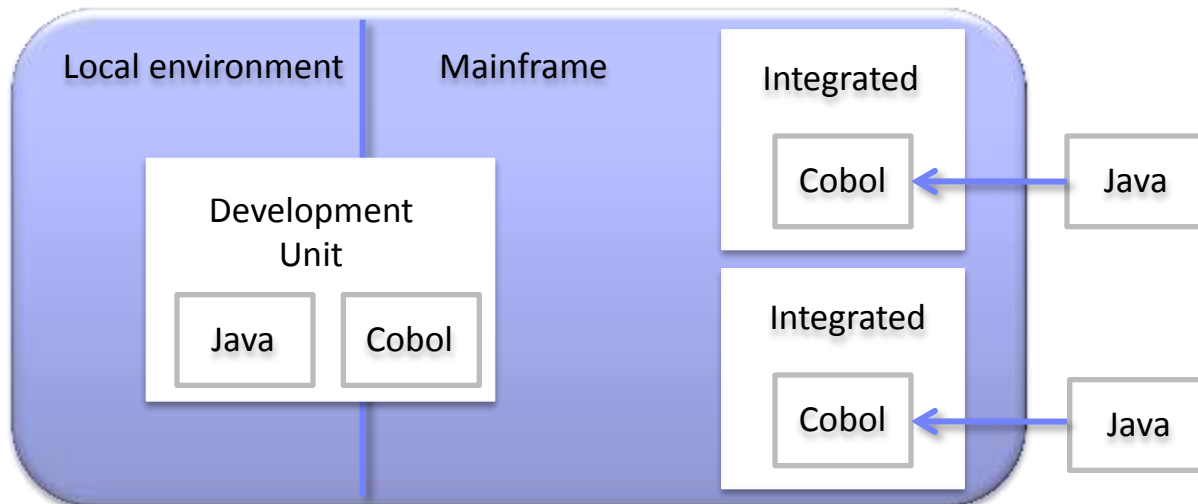 Local environment
Mainframe
Development
Unit
Java
Cobol
Integrated
Cobol
Java
Integrated
Cobol
Java